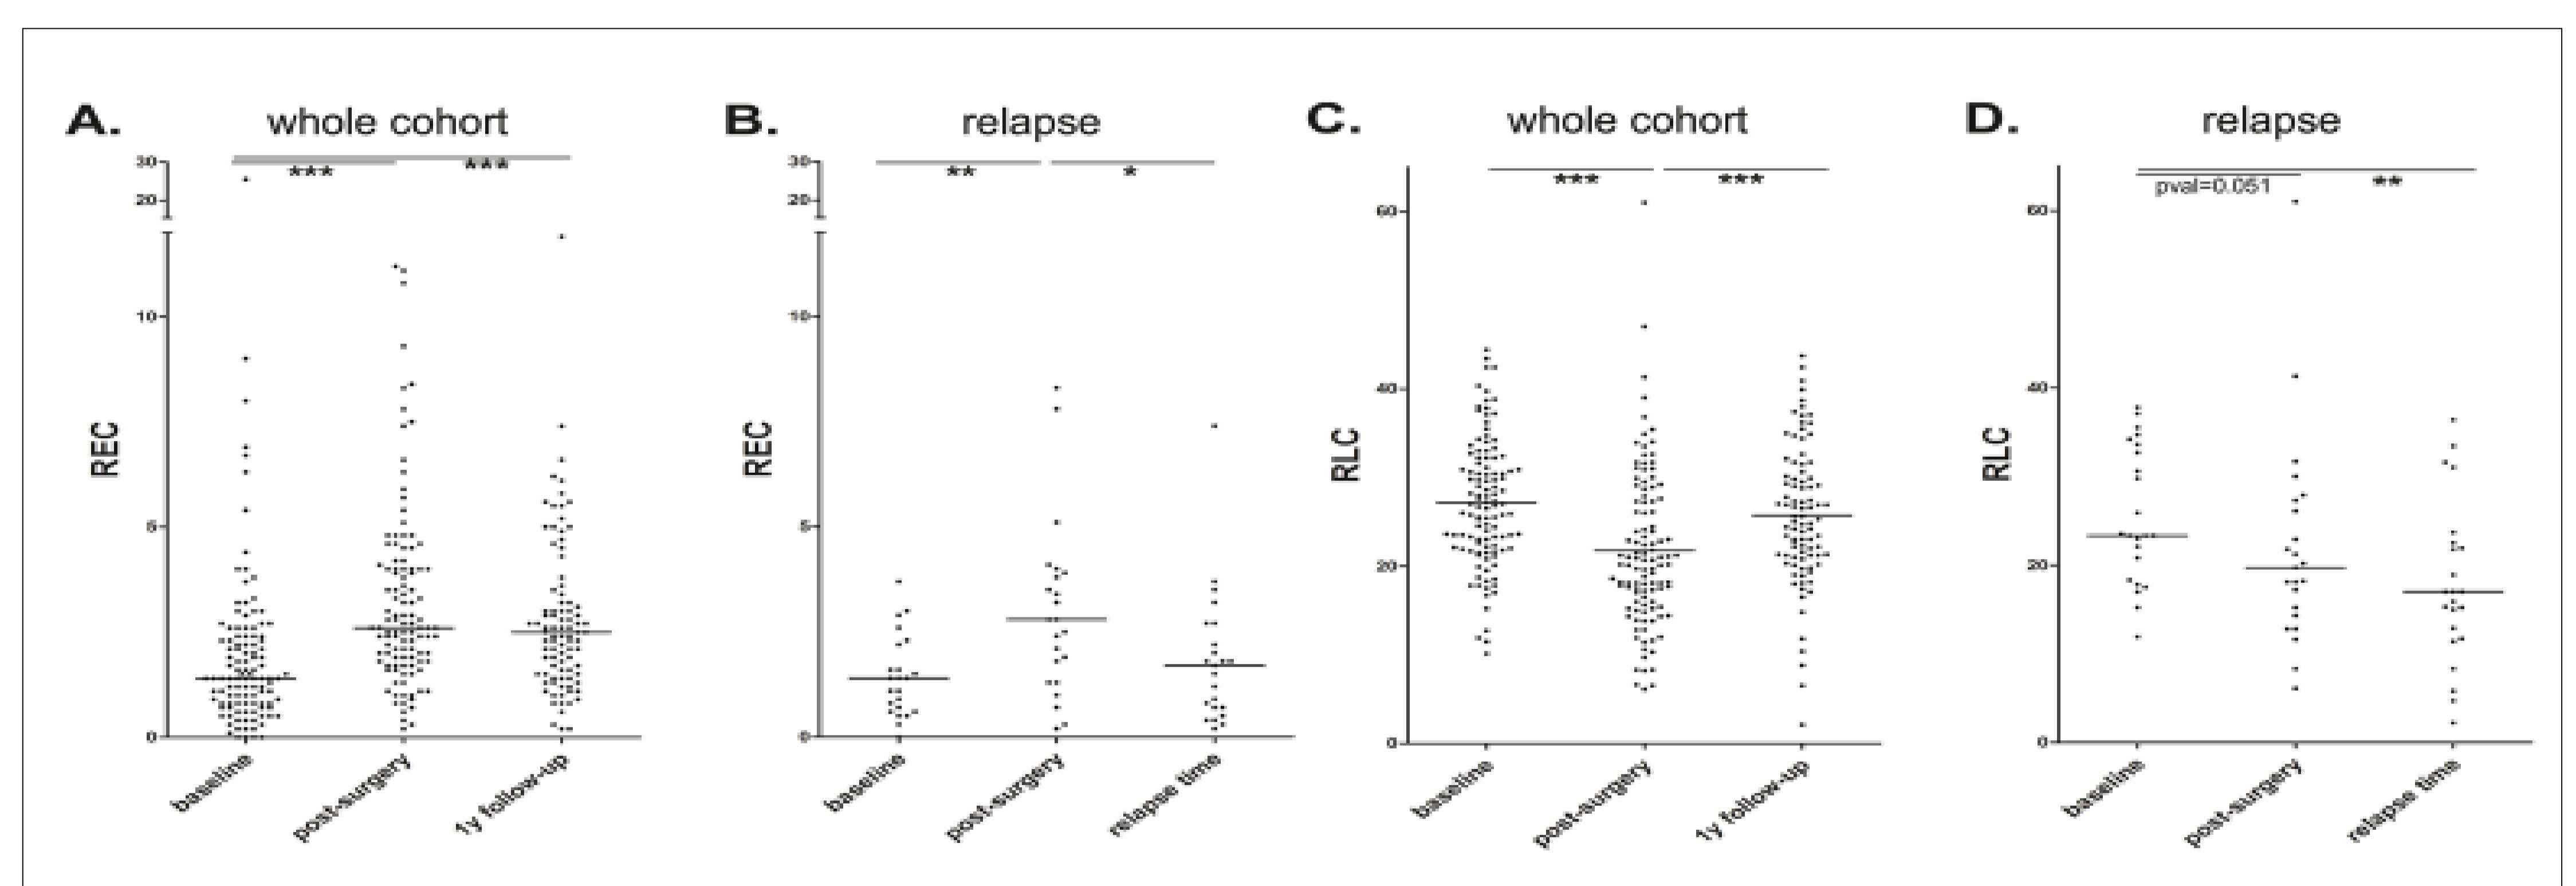 A. whole cohort
30
20
10
5
0
REC
*** ***
baseline
post-surgery
1y follow-up
B. relapse
30
20
10
5
0
REC
** *
baseline
post-surgery
relapse time
C. whole cohort
60
40
20
0
RLC
*** ***
baseline
post-surgery
1y follow-up
D. relapse
60
40
20
0
RLC
pval=0.051 **
baseline
post-surgery
relapse time